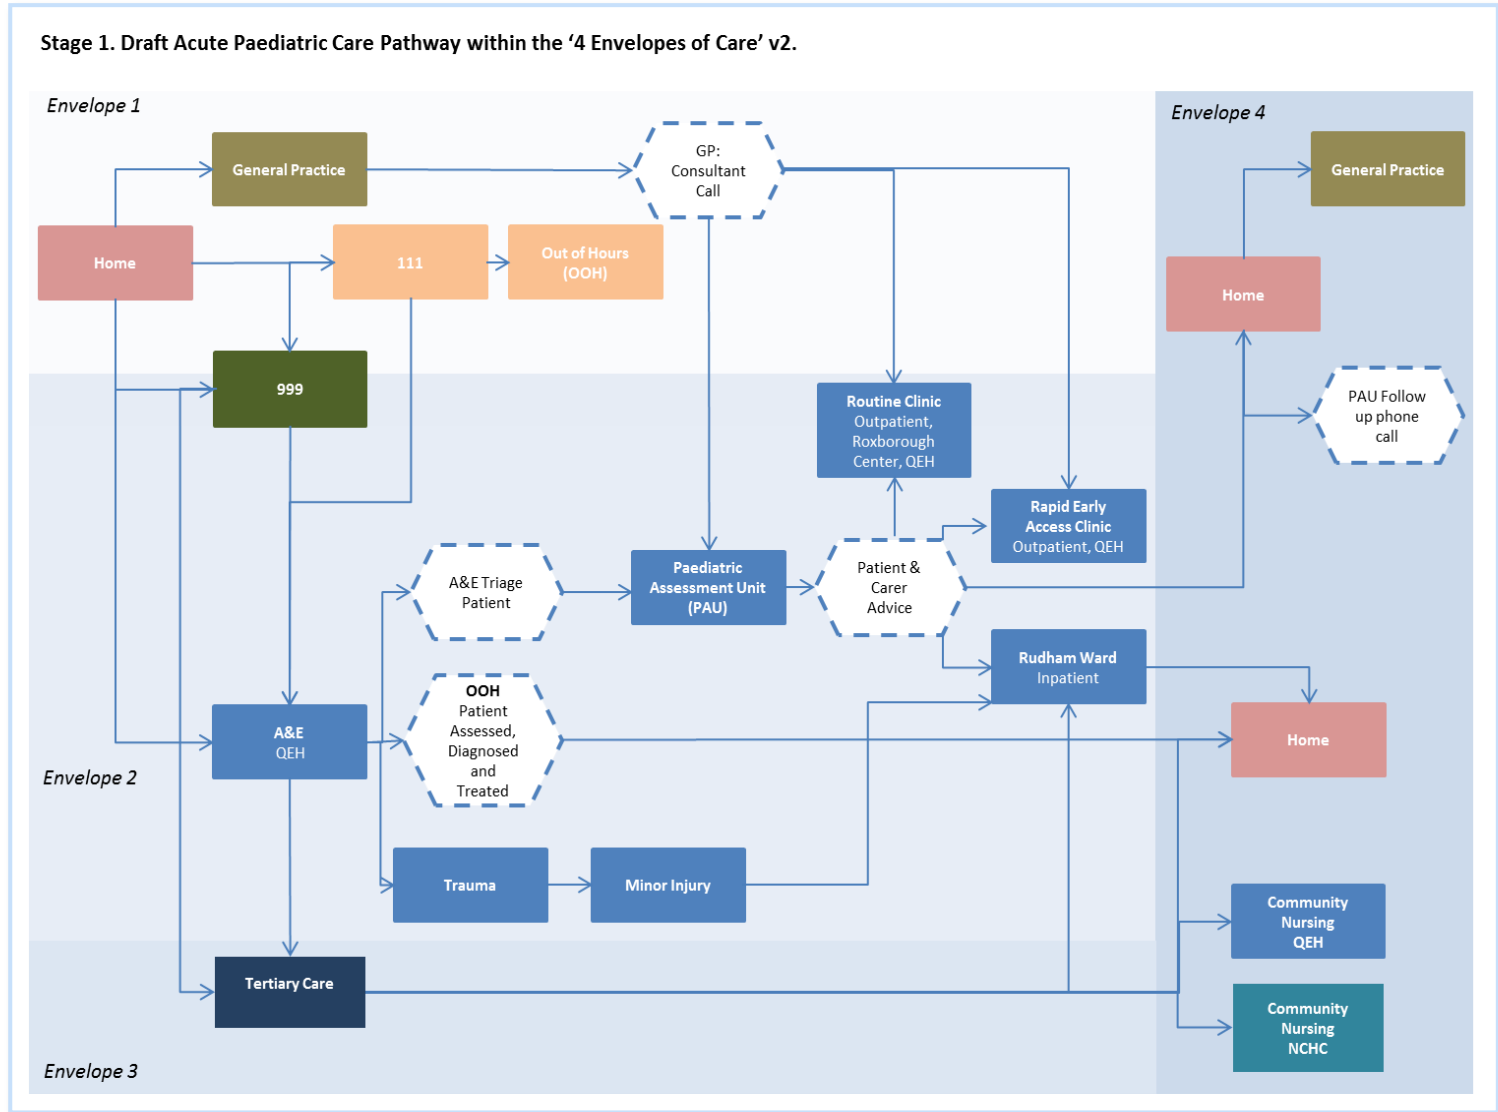 Stage 1. Draft Acute Paediatric Care Pathway within the ‘4 Envelopes of Care’ v2.
Envelope 1
General Practice
GP:
Consultant
Call
Home
111
Out of Hours
(OOH)
999
Routine Clinic
Outpatient,
Roxborough
Center, QEH
Rapid Early
Access Clinic
Outpatient, QEH
A&E Triage
Patient
Paediatric
Assessment Unit
(PAU)
Patient &
Carer
Advice
Rudham Ward
Inpatient
A&E
QEH
OOH
Patient
Assessed,
Diagnosed
and
Treated
Envelope 2
Trauma
Minor Injury
Tertiary Care
Envelope 3
Envelope 4
General Practice
Home
PAU Follow
up phone
call
Home
Community
Nursing
QEH
Community
Nursing
NCHC